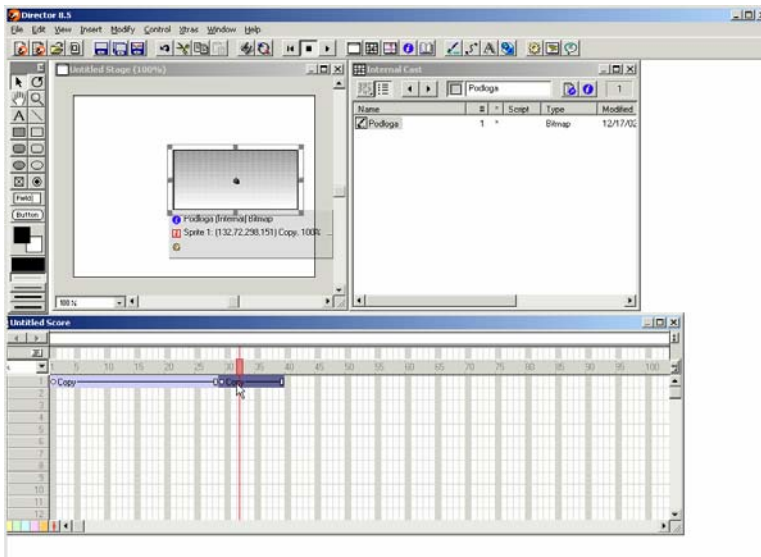 Director 8.5
File Edit View Insert Modify Control Xtras Window Help
Untitled Stage (100%)
Internal Cast
Podloga
1
Name # * Script Type Modified
Podloga 1 * Bitmap 12/17/02
Field
Button
Podloga (Internal) Bitmap
Sprite 1: (132,72,298,151) Copy, 100%
100%
Untitled Score
1 5 10 15 20 25 30 35 40 45 50 55 60 65 70 75 80 85 90 95 100
1 Copy Copy
2
3
4
5
6
7
8
9
10
11
12